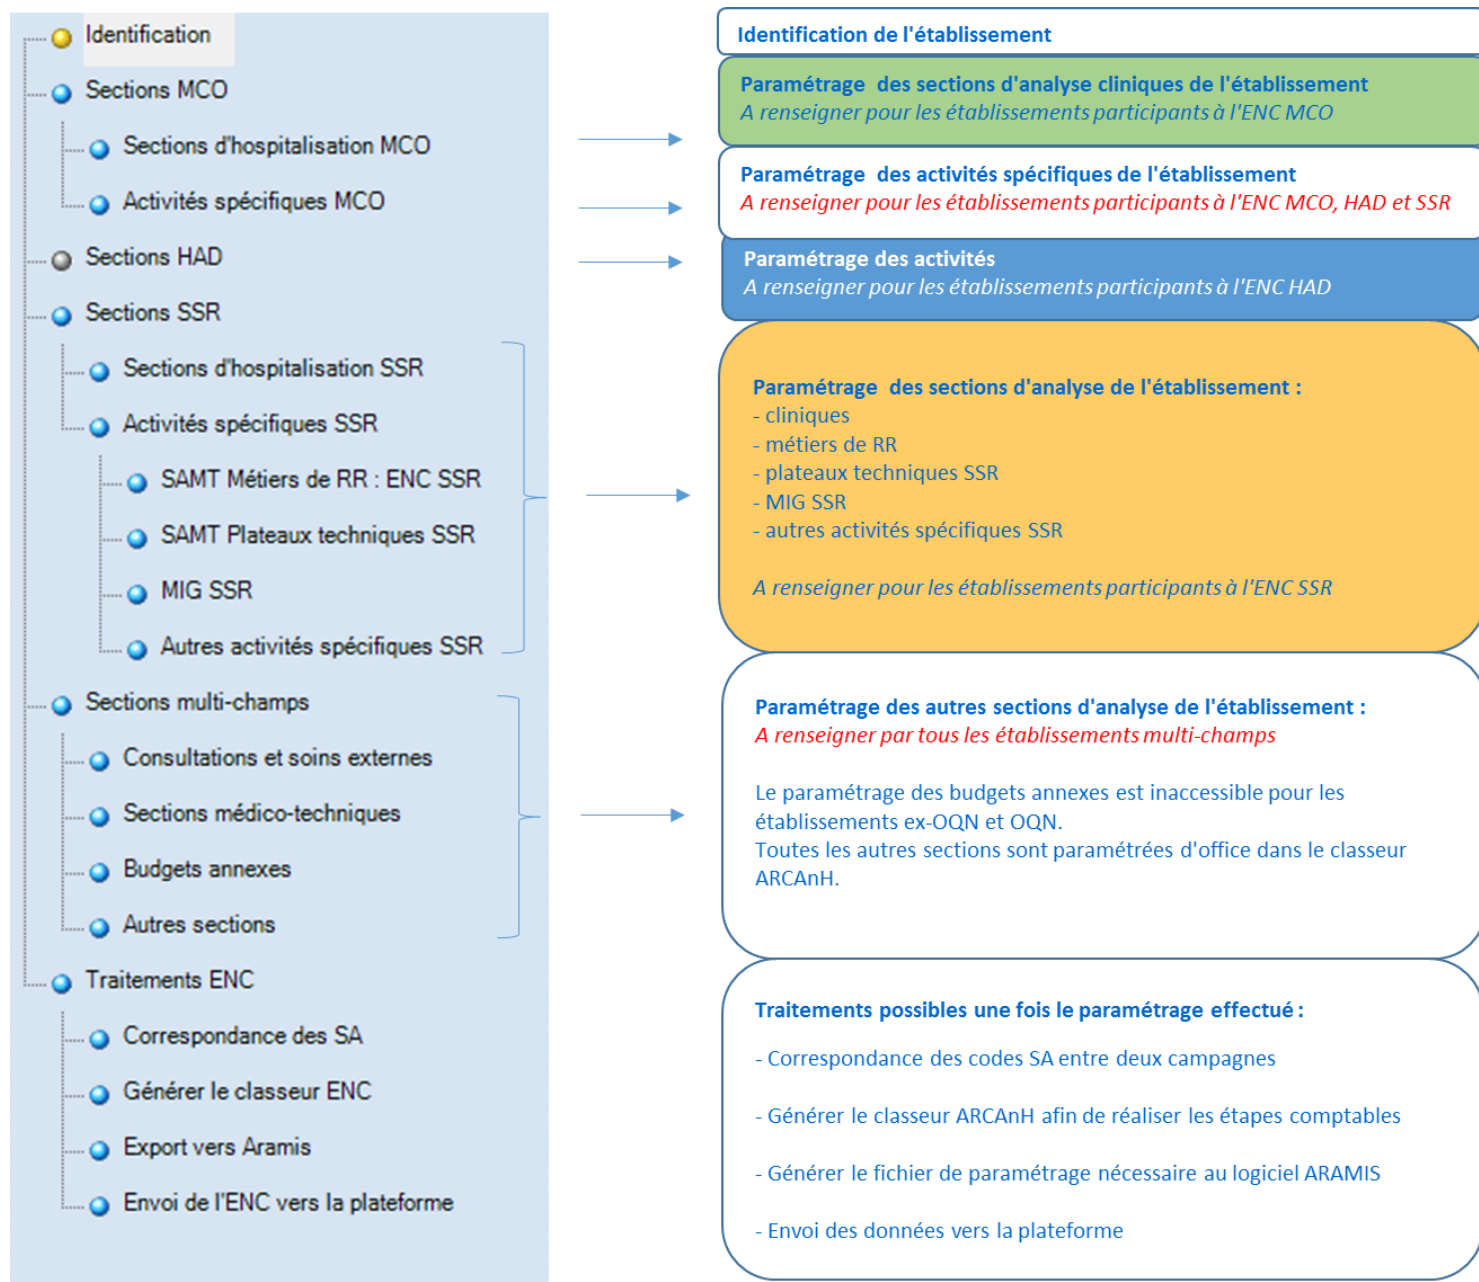 Identification
Sections MCO
Sections d'hospitalisation MCO
Activités spécifiques MCO
Sections HAD
Sections SSR
Sections d'hospitalisation SSR
Activités spécifiques SSR
SAMT Métiers de RR : ENC SSR
SAMT Plateaux techniques SSR
MIG SSR
Autres activités spécifiques SSR
Sections multi-champs
Consultations et soins externes
Sections médico-techniques
Budgets annexes
Autres sections
Traitements ENC
Correspondance des SA
Générer le classeur ENC
Export vers Aramis
Envoi de l'ENC vers la plateforme
Identification de l'établissement
Paramétrage des sections d'analyse cliniques de l'établissement
A renseigner pour les établissements participants à l'ENC MCO
Paramétrage des activités spécifiques de l'établissement
A renseigner pour les établissements participants à l'ENC MCO, HAD et SSR
Paramétrage des activités
A renseigner pour les établissements participants à l'ENC HAD
Paramétrage des sections d'analyse de l'établissement :
- cliniques
- métiers de RR
- plateaux techniques SSR
- MIG SSR
- autres activités spécifiques SSR
A renseigner pour les établissements participants à l'ENC SSR
Paramétrage des autres sections d'analyse de l'établissement :
A renseigner par tous les établissements multi-champs
Le paramétrage des budgets annexes est inaccessible pour les
établissements ex-OQN et OQN.
Toutes les autres sections sont paramétrées d'office dans le classeur
ARCAnH.
Traitements possibles une fois le paramétrage effectué :
- Correspondance des codes SA entre deux campagnes
- Générer le classeur ARCAnH afin de réaliser les étapes comptables
- Générer le fichier de paramétrage nécessaire au logiciel ARAMIS
- Envoi des données vers la plateforme